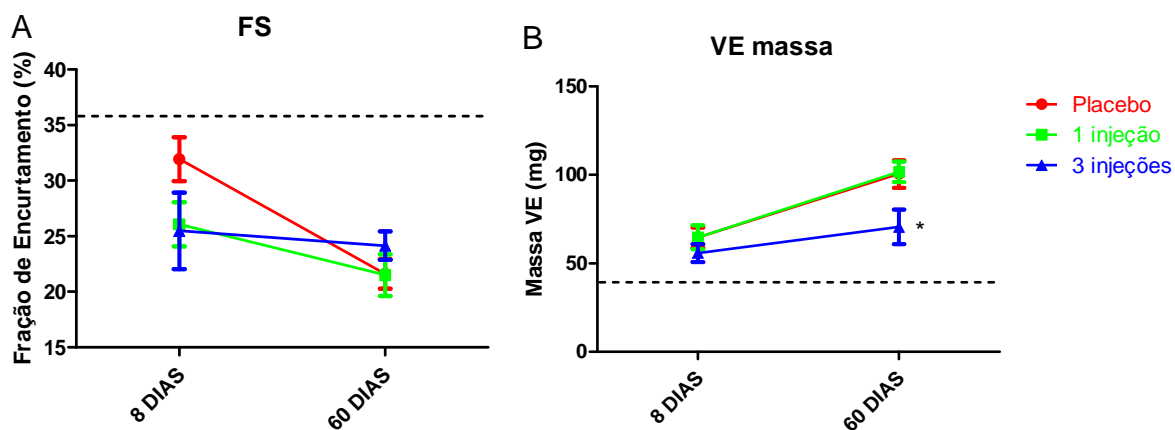 A
FS
Fração de Encurtamento (%)
40
35
30
25
20
15
8 DIAS
60 DIAS
B
VE massa
Massa VE (mg)
150
100
50
0
*
8 DIAS
60 DIAS
Placebo
1 injeção
3 injeções